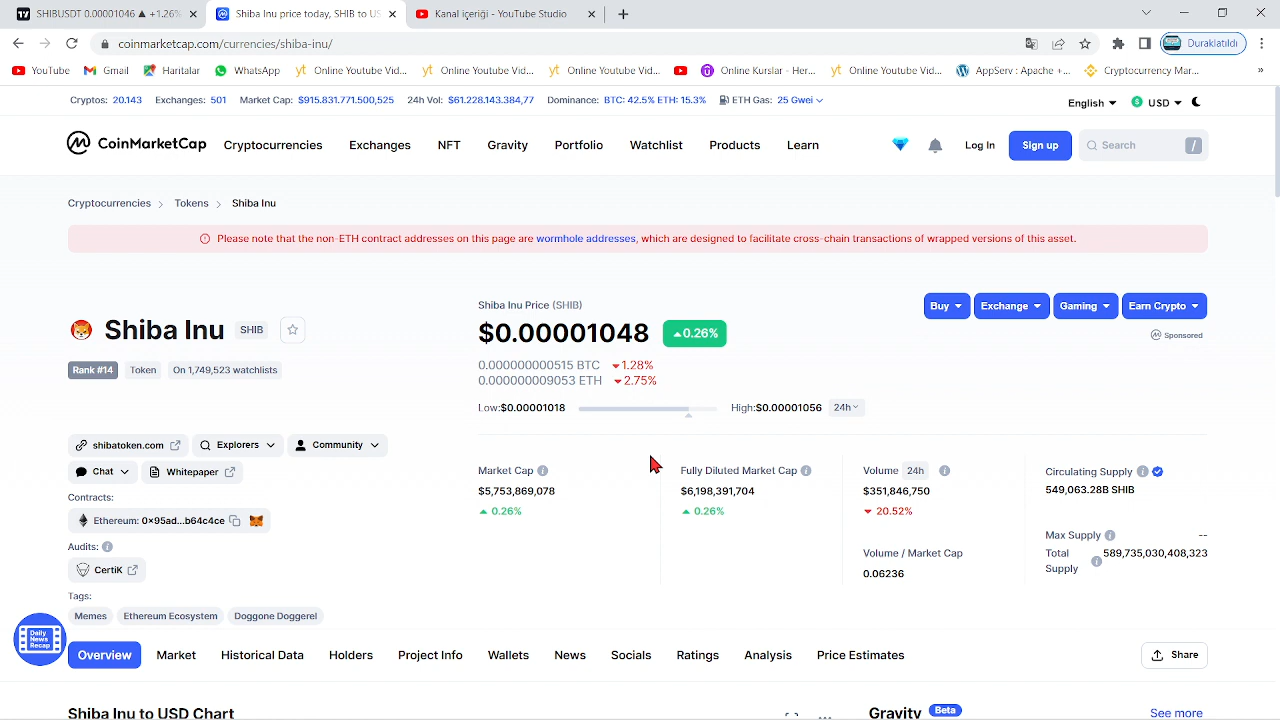 SHIBUSDT 0.00001046 ▲ +1.26%
Shiba Inu price today, SHIB to US
Kanal içeriği - YouTube Studio
coinmarketcap.com/currencies/shiba-inu/
Duraklatıldı
YouTube
Gmail
Haritalar
WhatsApp
Online Youtube Vid...
Online Youtube Vid...
Online Youtube Vid...
Online Kurslar - Her...
Online Youtube Vid...
AppServ : Apache +...
Cryptocurrency Mar...
»
Cryptos: 20.143 Exchanges: 501 Market Cap: $915.831.771.500,525 24h Vol: $61.228.143.384,77 Dominance: BTC: 42.5% ETH: 15.3% ETH Gas: 25 Gwei
English USD
CoinMarketCap Cryptocurrencies Exchanges NFT Gravity Portfolio Watchlist Products Learn
Log In Sign up Search /
Cryptocurrencies > Tokens > Shiba Inu
Please note that the non-ETH contract addresses on this page are wormhole addresses, which are designed to facilitate cross-chain transactions of wrapped versions of this asset.
Shiba Inu SHIB
Rank #14 Token On 1,749,523 watchlists
shibatoken.com Explorers Community
Chat Whitepaper
Contracts:
Ethereum: 0x95ad...b64c4ce
Audits:
CertiK
Tags:
Memes Ethereum Ecosystem Doggone Doggerel
Shiba Inu Price (SHIB)
$0.00001048 0.26%
0.000000000515 BTC 1.28%
0.000000009053 ETH 2.75%
Low:$0.00001018 High:$0.00001056 24h
Buy Exchange Gaming Earn Crypto
Sponsored
Market Cap
$5,753,869,078
0.26%
Fully Diluted Market Cap
$6,198,391,704
0.26%
Volume 24h
$351,846,750
20.52%
Volume / Market Cap
0.06236
Circulating Supply
549,063.28B SHIB
Max Supply --
Total Supply 589,735,030,408,323
Daily
News
Recap
Overview Market Historical Data Holders Project Info Wallets News Socials Ratings Analysis Price Estimates Share
Shiba Inu to USD Chart
Gravity Beta See more